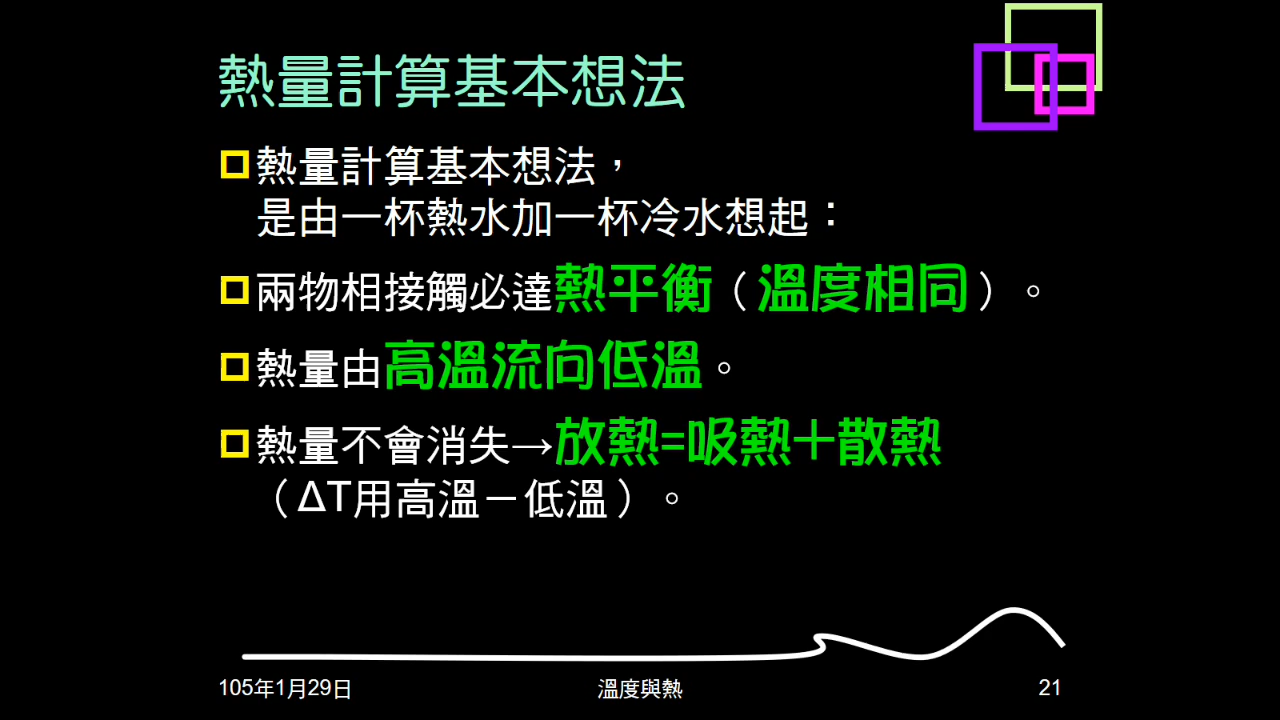 熱量計算基本想法
熱量計算基本想法，
是由一杯熱水加一杯冷水想起：
兩物相接觸必達熱平衡（溫度相同）。
熱量由高溫流向低溫。
熱量不會消失→放熱=吸熱＋散熱
（ΔT用高溫－低溫）。
105年1月29日
溫度與熱
21